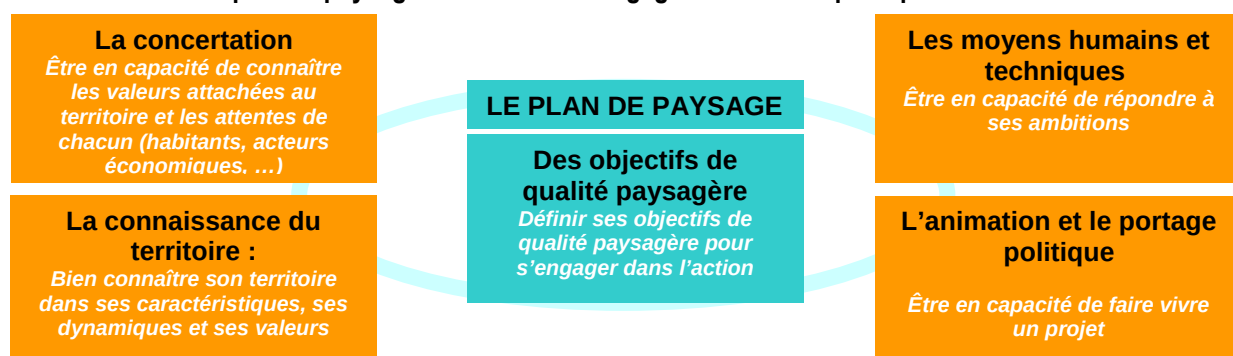 La concertation
Être en capacité de connaître
les valeurs attachées au
territoire et les attentes de
chacun (habitants, acteurs
économiques, …)
La connaissance du
territoire :
Bien connaître son territoire
dans ses caractéristiques, ses
dynamiques et ses valeurs
LE PLAN DE PAYSAGE
Des objectifs de
qualité paysagère
Définir ses objectifs de
qualité paysagère pour
s’engager dans l’action
Les moyens humains et
techniques
Être en capacité de répondre à
ses ambitions
L’animation et le portage
politique
Être en capacité de faire vivre
un projet